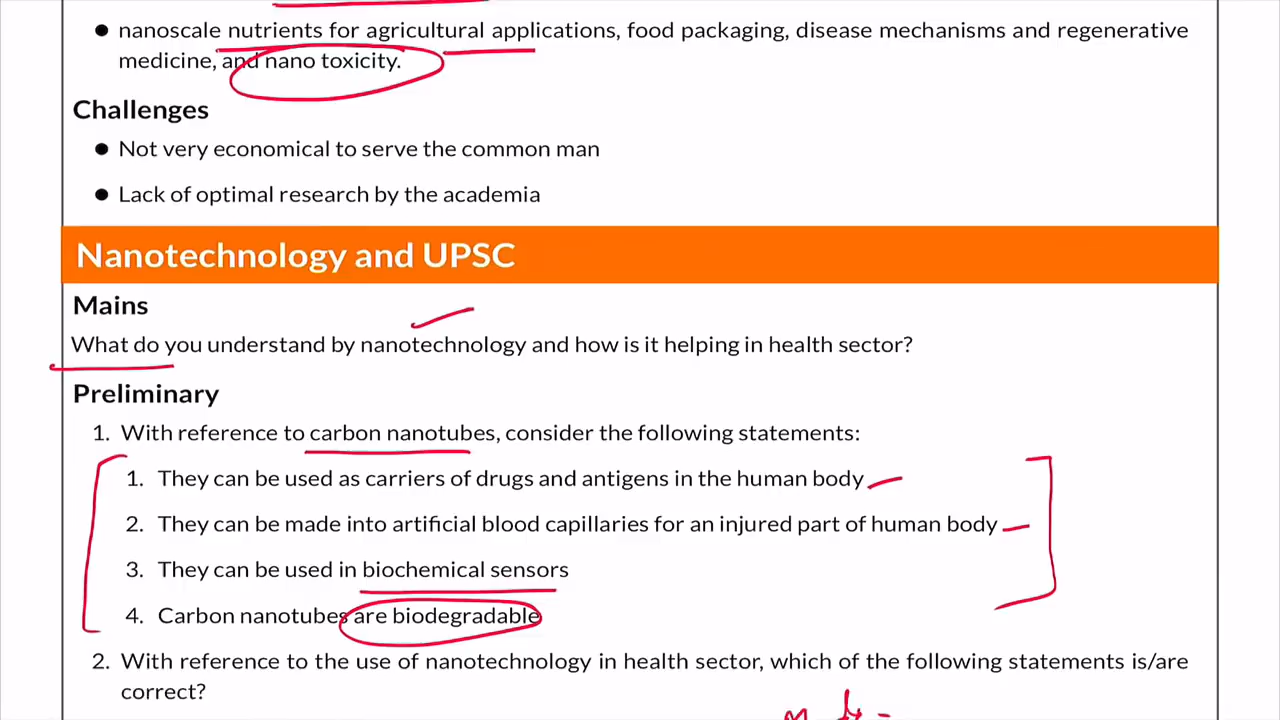 ● nanoscale nutrients for agricultural applications, food packaging, disease mechanisms and regenerative
medicine, and nano toxicity.
Challenges
● Not very economical to serve the common man
● Lack of optimal research by the academia
Nanotechnology and UPSC
Mains
What do you understand by nanotechnology and how is it helping in health sector?
Preliminary
1. With reference to carbon nanotubes, consider the following statements:
1. They can be used as carriers of drugs and antigens in the human body
2. They can be made into artificial blood capillaries for an injured part of human body
3. They can be used in biochemical sensors
4. Carbon nanotubes are biodegradable
2. With reference to the use of nanotechnology in health sector, which of the following statements is/are
correct?